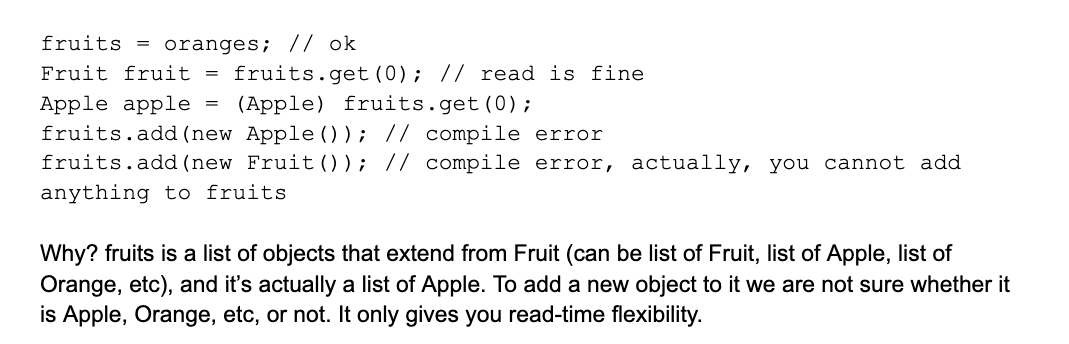 fruits = oranges; // ok
Fruit fruit = fruits.get(0); // read is fine
Apple apple = (Apple) fruits.get(0);
fruits.add(new Apple()); // compile error
fruits.add(new Fruit()); // compile error, actually, you cannot add
anything to fruits
Why? fruits is a list of objects that extend from Fruit (can be list of Fruit, list of Apple, list of
Orange, etc), and it’s actually a list of Apple. To add a new object to it we are not sure whether it
is Apple, Orange, etc, or not. It only gives you read-time flexibility.